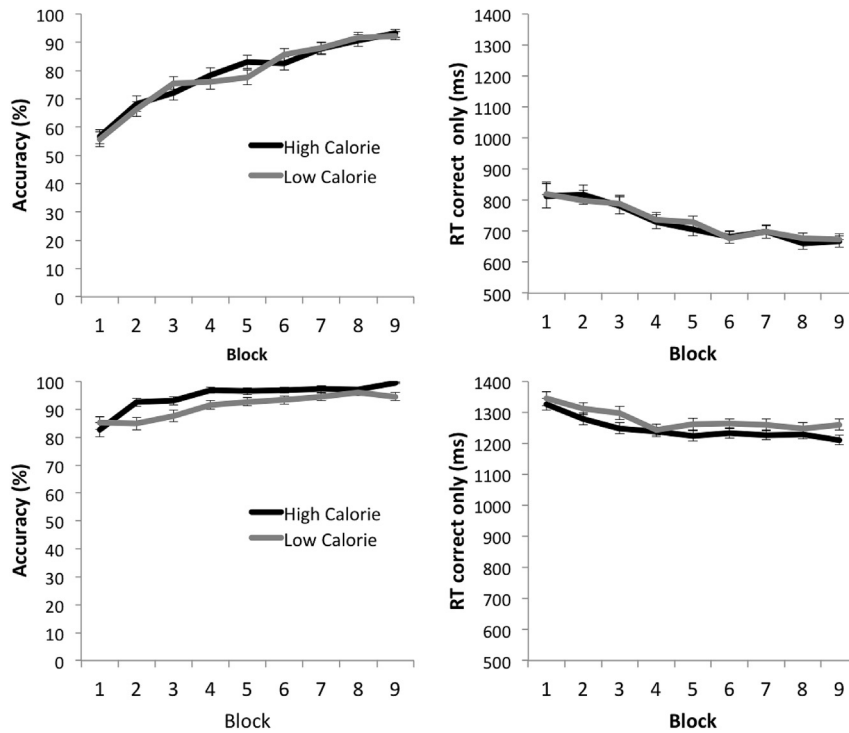 100
90
80
70
60
50
40
30
20
10
0
Accuracy (%)
High Calorie
Low Calorie
1 2 3 4 5 6 7 8 9
Block
1400
1300
1200
1100
1000
900
800
700
600
500
RT correct only (ms)
1 2 3 4 5 6 7 8 9
Block
100
90
80
70
60
50
40
30
20
10
0
Accuracy (%)
High Calorie
Low Calorie
1 2 3 4 5 6 7 8 9
Block
1400
1300
1200
1100
1000
900
800
700
600
500
RT correct only (ms)
1 2 3 4 5 6 7 8 9
Block